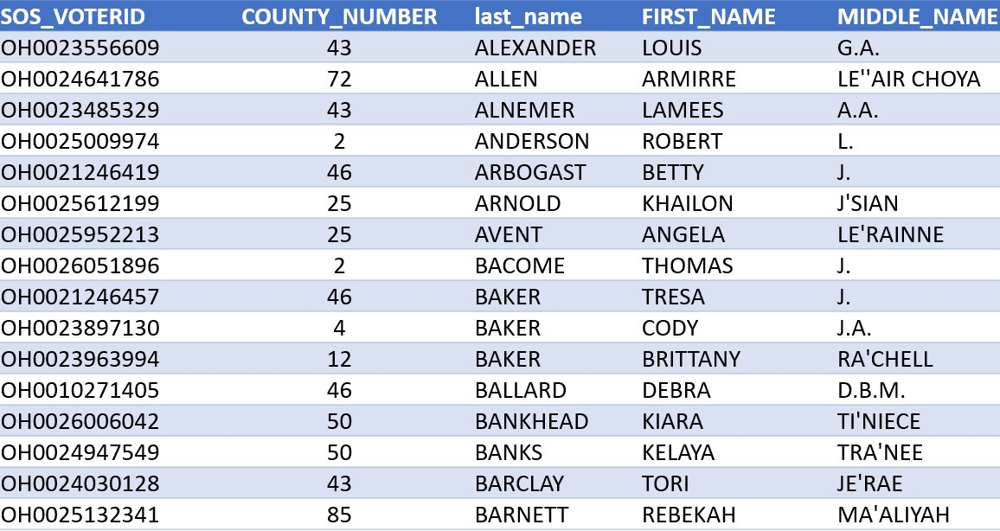 SOS_VOTERID COUNTY_NUMBER last_name FIRST_NAME MIDDLE_NAME
OH0023556609 43 ALEXANDER LOUIS G.A.
OH0024641786 72 ALLEN ARMIRRE LE''AIR CHOYA
OH0023485329 43 ALNEMER LAMEES A.A.
OH0025009974 2 ANDERSON ROBERT L.
OH0021246419 46 ARBOGAST BETTY J.
OH0025612199 25 ARNOLD KHAILON J'SIAN
OH0025952213 25 AVENT ANGELA LE'RAINNE
OH0026051896 2 BACOME THOMAS J.
OH0021246457 46 BAKER TRESA J.
OH0023897130 4 BAKER CODY J.A.
OH0023963994 12 BAKER BRITTANY RA'CHELL
OH0010271405 46 BALLARD DEBRA D.B.M.
OH0026006042 50 BANKHEAD KIARA TI'NIECE
OH0024947549 50 BANKS KELAYA TRA'NEE
OH0024030128 43 BARCLAY TORI JE'RAE
OH0025132341 85 BARNETT REBEKAH MA'ALIYAH